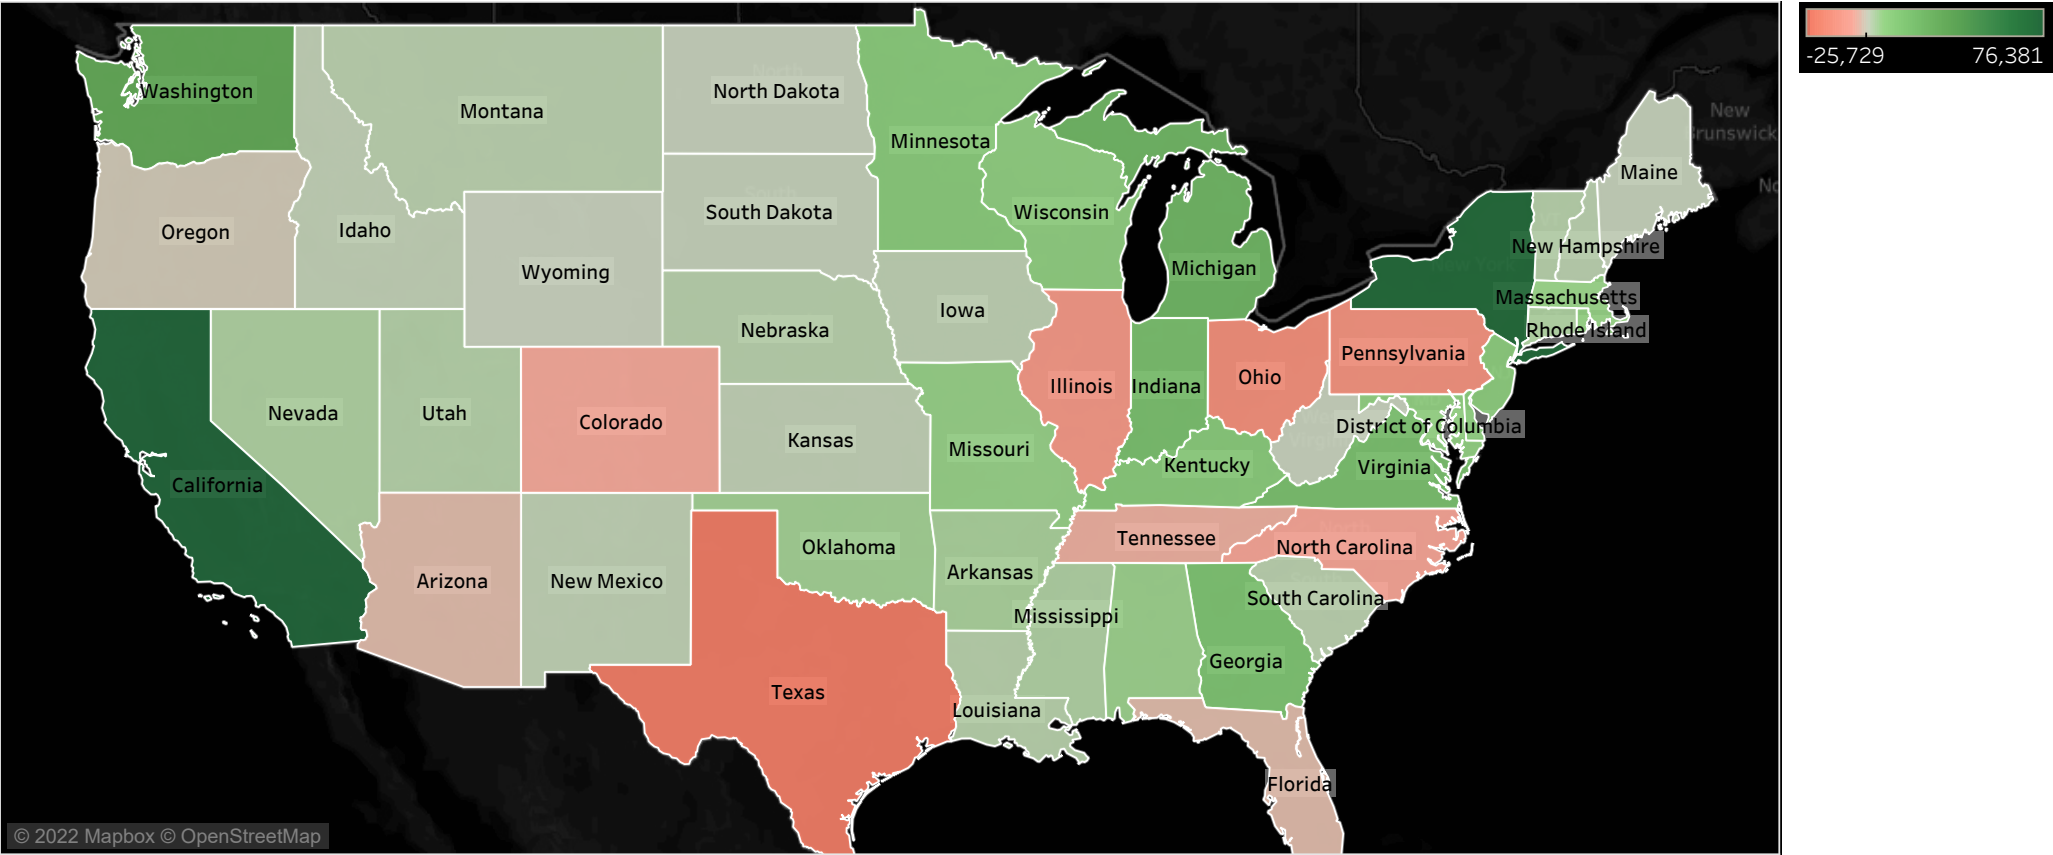 -25,729 76,381
New Brunswick
Washington
Montana
North Dakota
Minnesota
Maine
Oregon
Idaho
Wyoming
South Dakota
Wisconsin
Michigan
New Hampshire
New York
Massachusetts
Rhode Island
Iowa
Nebraska
Pennsylvania
Ohio
Indiana
Illinois
Nevada
Utah
Colorado
Kansas
Missouri
District of Columbia
Kentucky
Virginia
California
Tennessee
North Carolina
Oklahoma
Arkansas
Arizona
New Mexico
Mississippi
South Carolina
Georgia
Texas
Louisiana
Florida
© 2022 Mapbox © OpenStreetMap